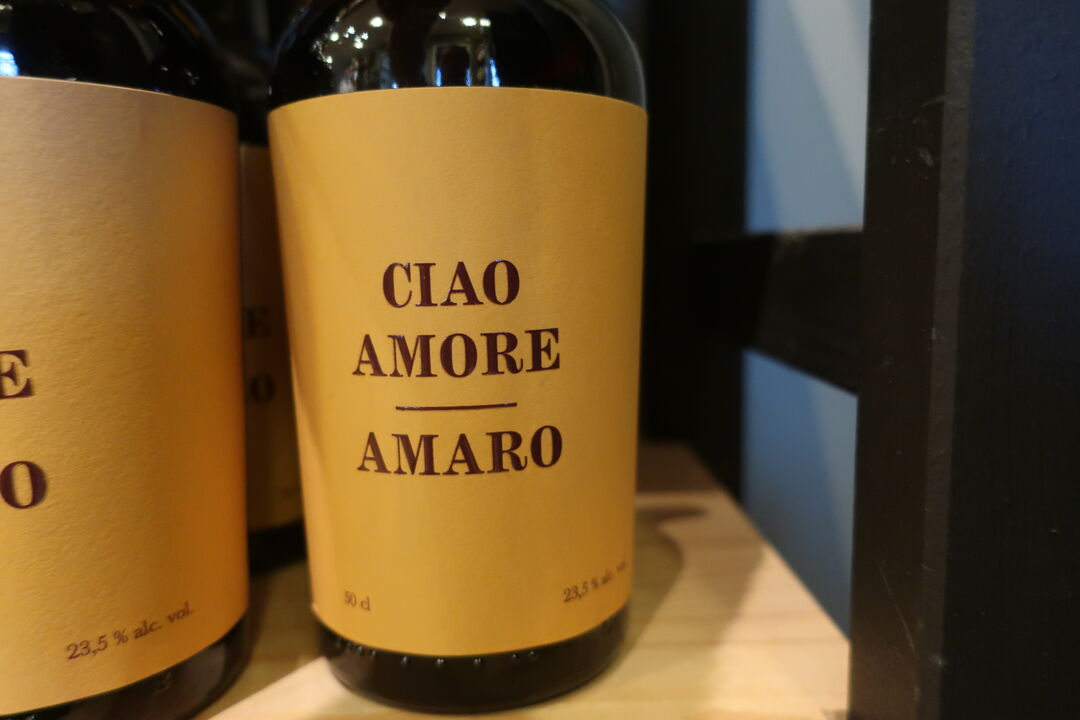 CIAO
AMORE
AMARO
50 cl
23,5 % alc. vol.
E
O
23,5 % alc. vol.
E
O